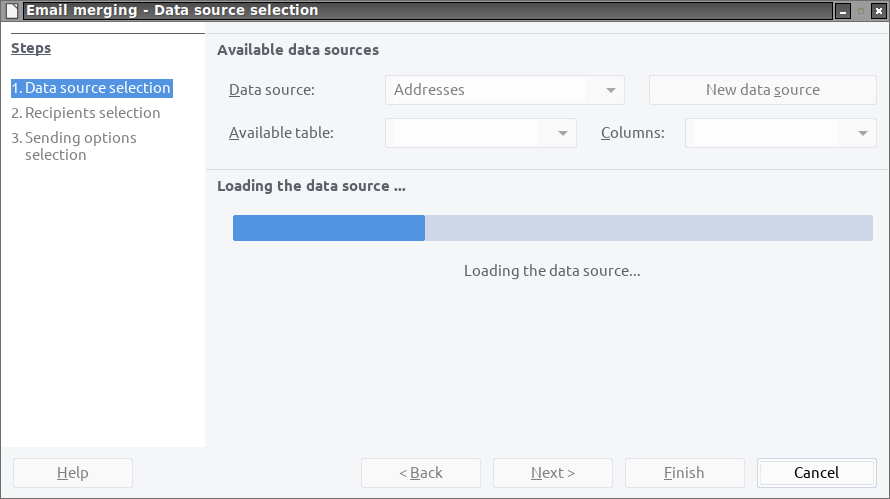 Email merging - Data source selection
Steps
1. Data source selection
2. Recipients selection
3. Sending options
selection
Available data sources
Data source: Addresses New data source
Available table: Columns:
Loading the data source ...
Loading the data source...
Help < Back Next > Finish Cancel